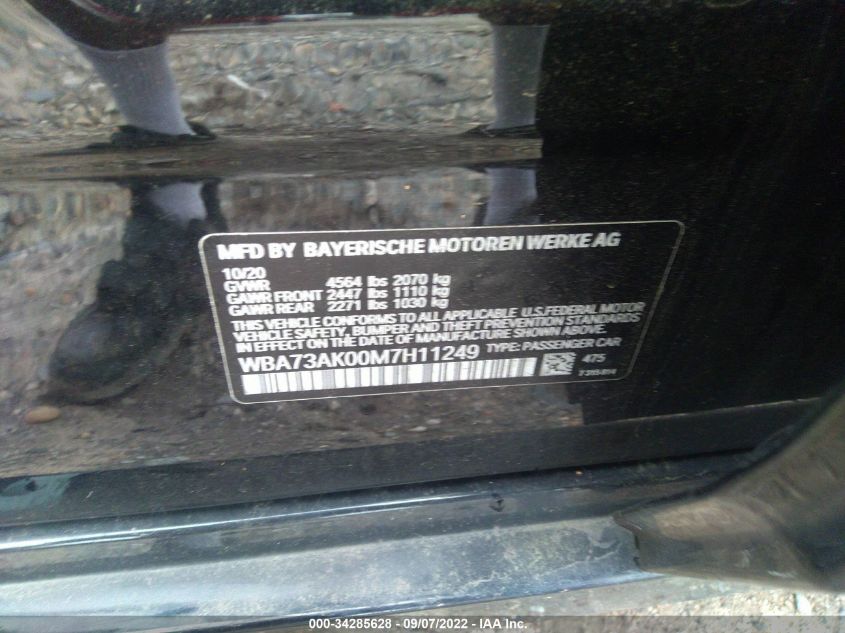 MFD BY BAYERISCHE MOTOREN WERKE AG
10/20
GVWR 4564 lbs 2070 kg
GAWR FRONT 2447 lbs 1110 kg
GAWR REAR 2271 lbs 1030 kg
THIS VEHICLE CONFORMS TO ALL APPLICABLE U.S.FEDERAL MOTOR
VEHICLE SAFETY, BUMPER AND THEFT PREVENTION STANDARDS
IN EFFECT ON THE DATE OF MANUFACTURE SHOWN ABOVE.
WBA73AK00M7H11249 TYPE: PASSENGER CAR
475
000-34285628 - 09/07/2022 - IAA Inc.